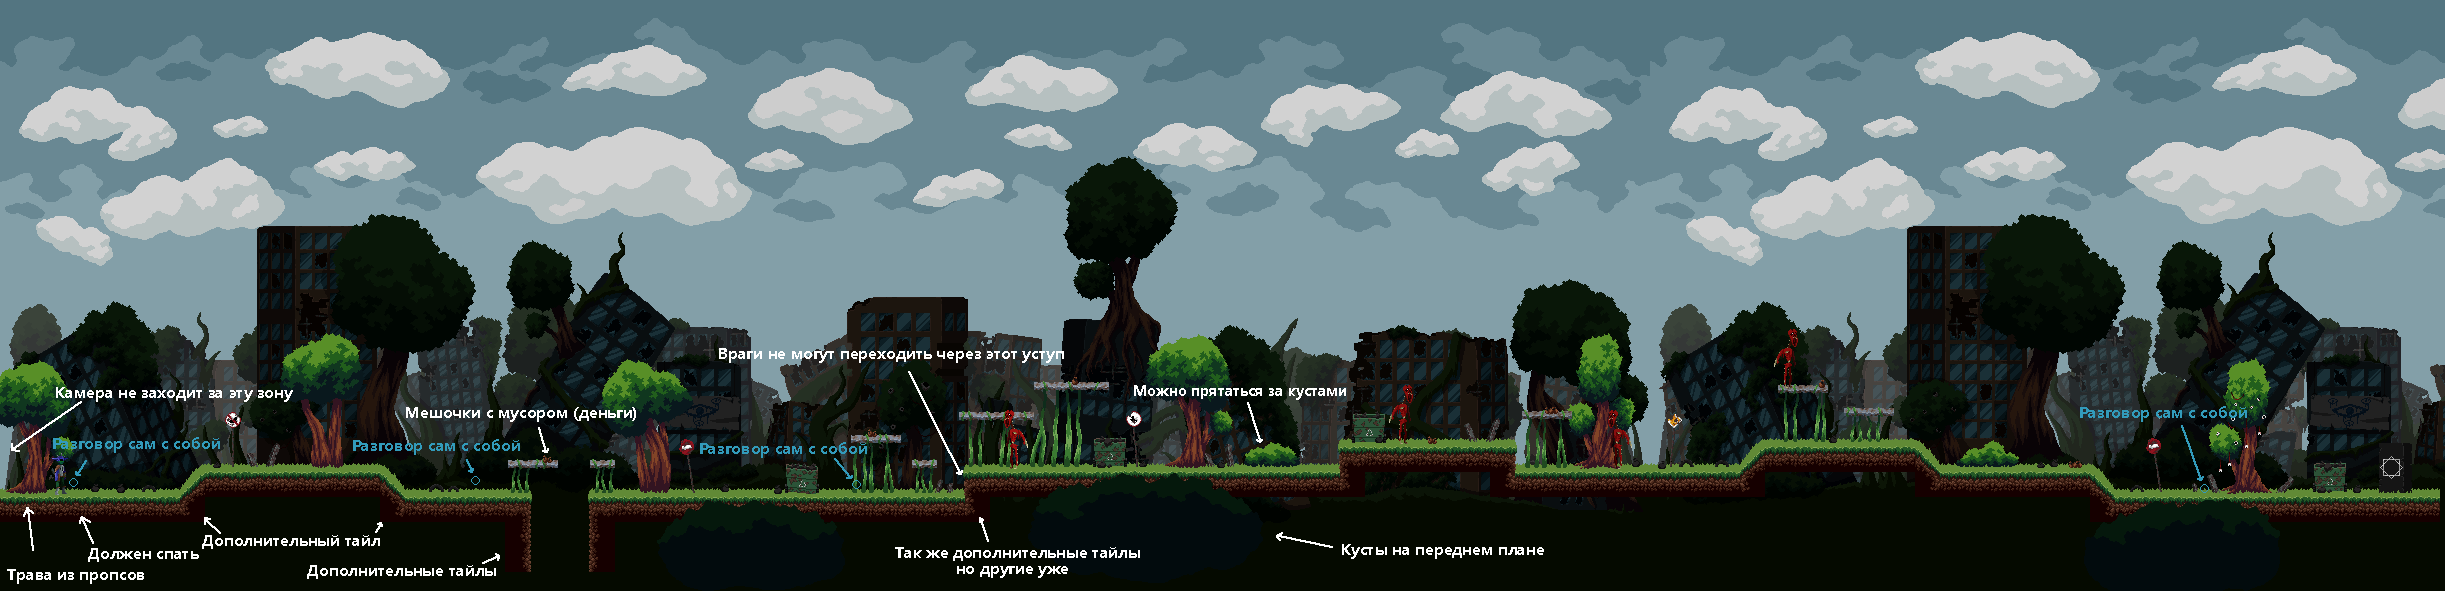 Камера не заходит за эту зону
Разговор сам с собой
Разговор сам с собой
Мешочки с мусором (деньги)
Разговор сам с собой
Враги не могут переходить через этот уступ
Можно прятаться за кустами
Разговор сам с собой
Трава из пропсов
Должен спать
Дополнительный тайл
Дополнительные тайлы
Так же дополнительные тайлы
но другие уже
Кусты на переднем плане